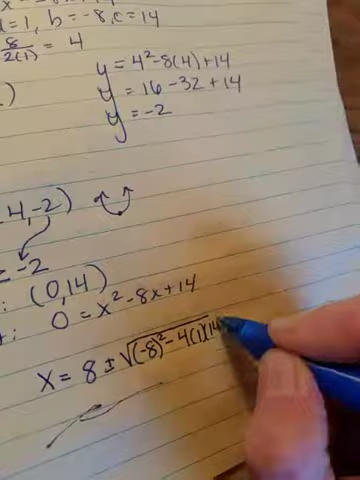 a=1, b=-8, c=14
8/2(1) = 4
y = 4²-8(4)+14
y = 16-32+14
y = -2
4,-2)
= -2
: (0,14)
: 0 = x²-8x+14
x = 8 ± √(-8)²-4(1)(14